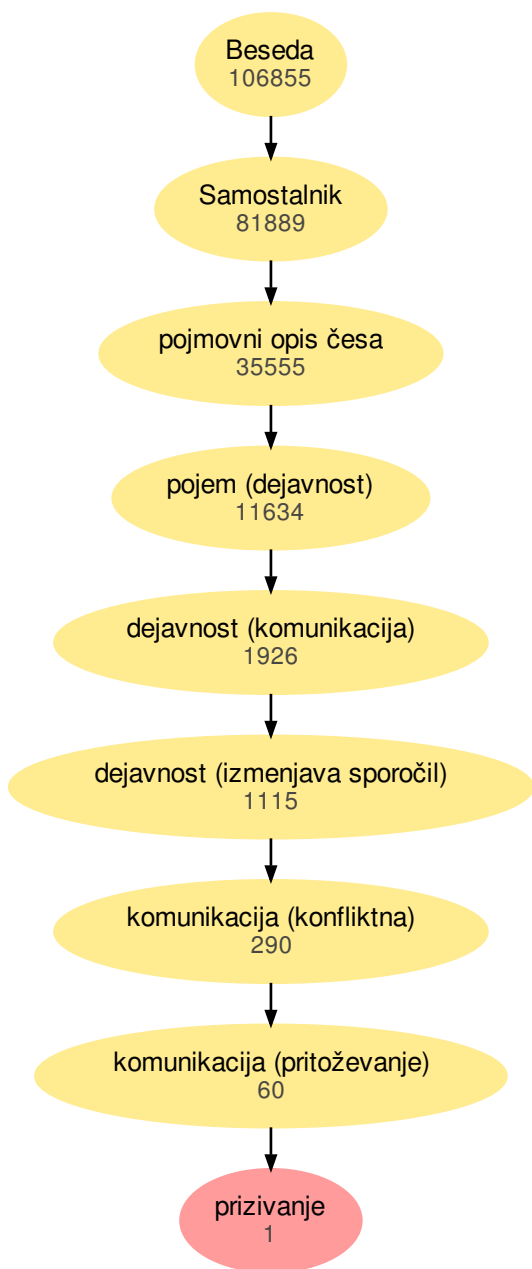 Beseda
106855
Samostalnik
81889
pojmovni opis česa
35555
pojem (dejavnost)
11634
dejavnost (komunikacija)
1926
dejavnost (izmenjava sporočil)
1115
komunikacija (konfliktna)
290
komunikacija (pritoževanje)
60
prizivanje
1